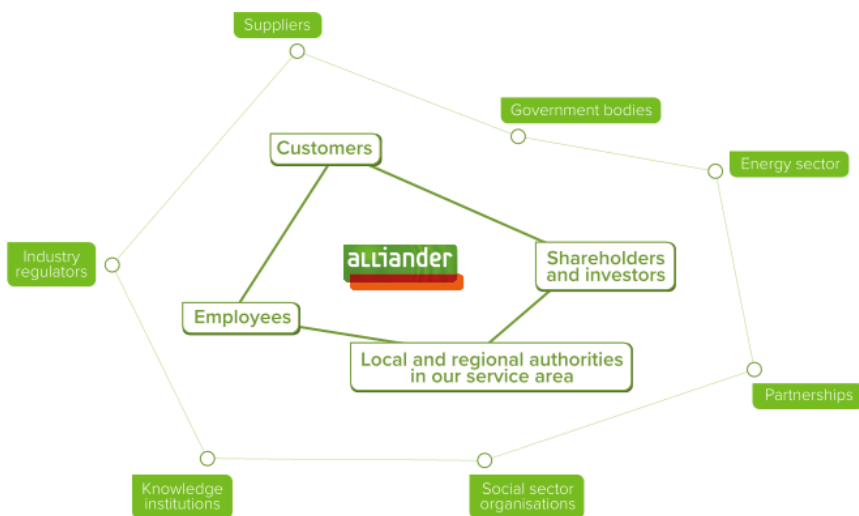 Suppliers
Government bodies
Customers
Energy sector
Industry
regulators
alliander
Shareholders
and investors
Employees
Local and regional authorities
in our service area
Partnerships
Knowledge
institutions
Social sector
organisations